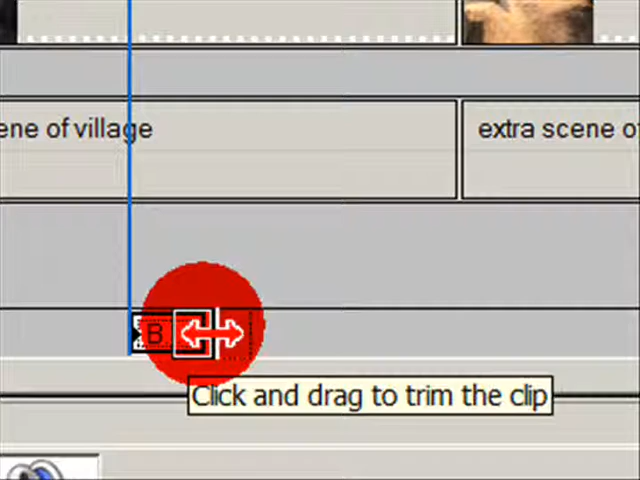 ene of village
extra scene o
B
Click and drag to trim the clip